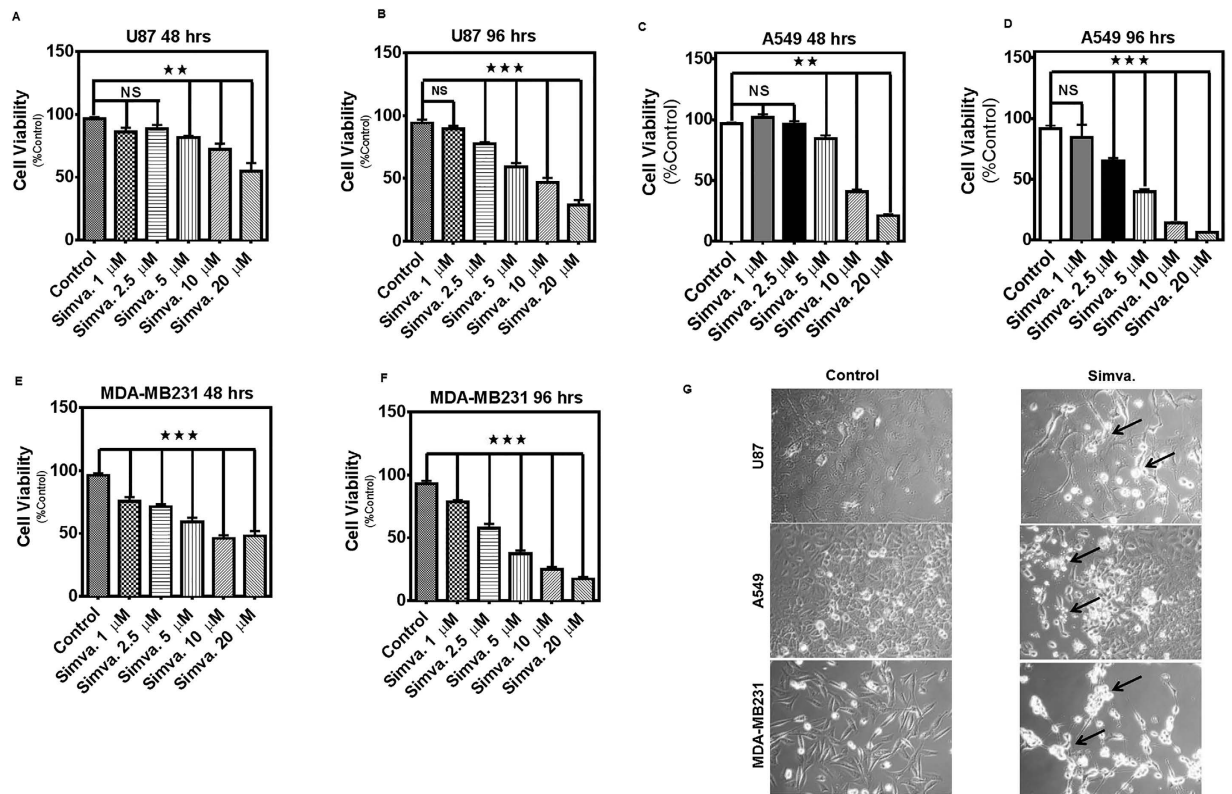 A
U87 48 hrs
Cell Viability
(%Control)
150
100
50
0
★★
NS
Control
Simva. 1 μM
Simva. 2.5 μM
Simva. 5 μM
Simva. 10 μM
Simva. 20 μM
B
U87 96 hrs
Cell Viability
(%Control)
150
100
50
0
★★★
NS
Control
Simva. 1 μM
Simva. 2.5 μM
Simva. 5 μM
Simva. 10 μM
Simva. 20 μM
C
A549 48 hrs
Cell Viability
(%Control)
150
100
50
0
★★
NS
Control
Simva. 1 μM
Simva. 2.5 μM
Simva. 5 μM
Simva. 10 μM
Simva. 20 μM
D
A549 96 hrs
Cell Viability
(%Control)
150
100
50
0
★★★
NS
Control
Simva. 1 μM
Simva. 2.5 μM
Simva. 5 μM
Simva. 10 μM
Simva. 20 μM
E
MDA-MB231 48 hrs
Cell Viability
(%Control)
150
100
50
0
★★★
Control
Simva. 1 μM
Simva. 2.5 μM
Simva. 5 μM
Simva. 10 μM
Simva. 20 μM
F
MDA-MB231 96 hrs
Cell Viability
(%Control)
150
100
50
0
★★★
Control
Simva. 1 μM
Simva. 2.5 μM
Simva. 5 μM
Simva. 10 μM
Simva. 20 μM
G
Control
Simva.
U87
A549
MDA-MB231